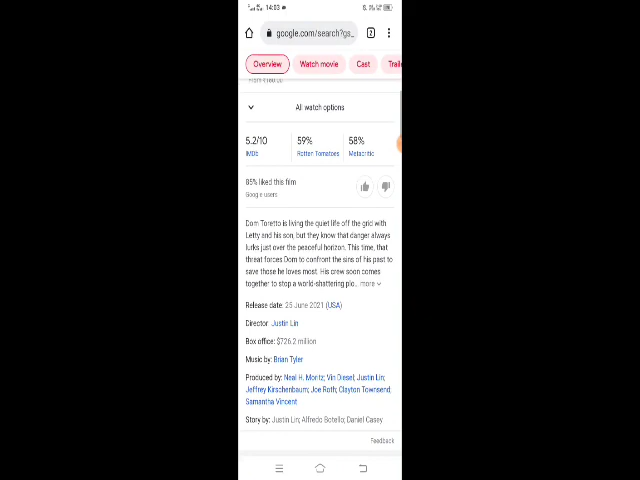 14:03
google.com/search?gs_
2
Overview Watch movie Cast
All watch options
5.2/10 59% 58%
IMDb Rotten Tomatoes Metacritic
85% liked this film
Google users
Dom Toretto is living the quiet life off the grid with
Letty and his son, but they know that danger always
lurks just over the peaceful horizon. This time, that
threat forces Dom to confront the sins of his past to
save those he loves most. His crew soon comes
together to stop a world-shattering plo... more
Release date: 25 June 2021 (USA)
Director: Justin Lin
Box office: $726.2 million
Music by: Brian Tyler
Produced by: Neal H. Moritz; Vin Diesel; Justin Lin;
Jeffrey Kirschenbaum; Joe Roth; Clayton Townsend,
Samantha Vincent
Story by: Justin Lin; Alfredo Botello; Daniel Casey
Feedback